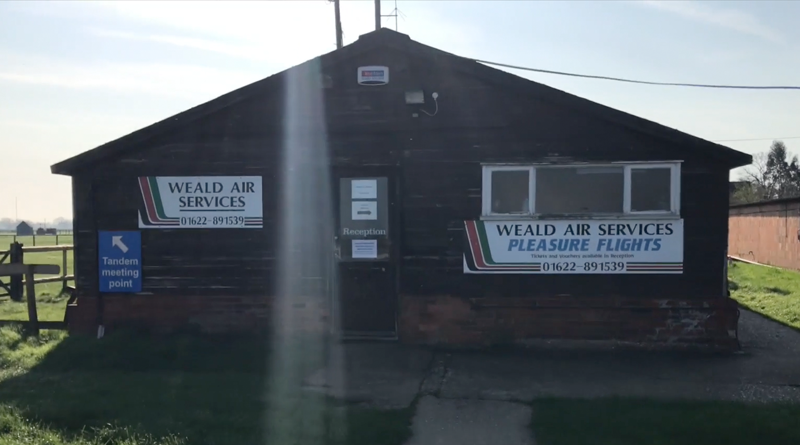 WEALD AIR
SERVICES
01622-891539
Tandem
meeting
point
Reception
WEALD AIR SERVICES
PLEASURE FLIGHTS
Tickets and Vouchers available in Reception
01622-891539